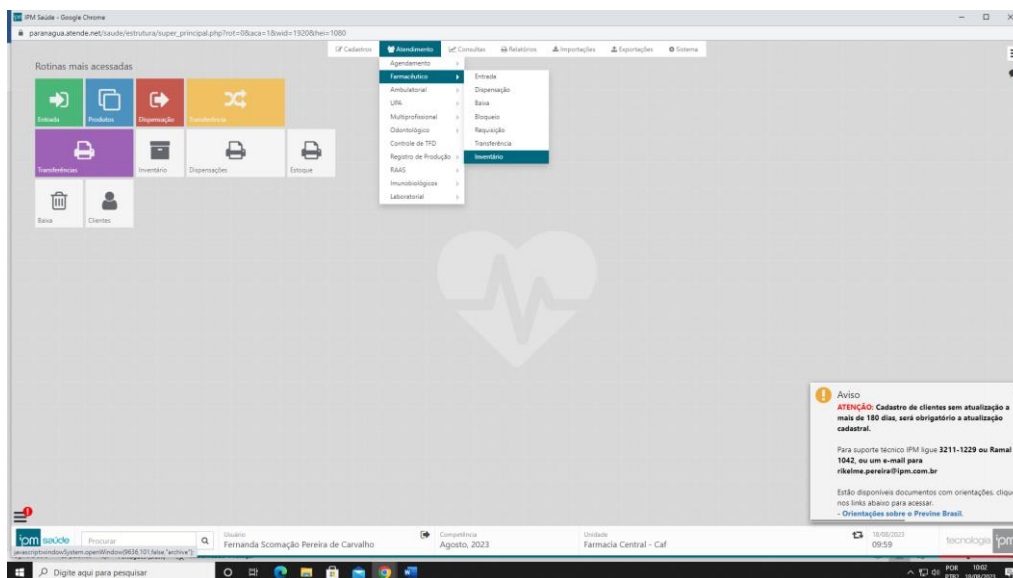 IPM Saúde - Google Chrome
paranagua.atende.net/saude/estrutura/super_principal.php?rot=0&aca=1&wid=1920&hei=1080
Cadastros Atendimento Consultas Relatórios Importações Exportações Sistema
Rotinas mais acessadas
Entrada Produtos Dispensação Transferência
Transferências Inventário Dispensações Estoque
Baixa Clientes
Agendamento
Farmacêutico
Ambulatorial
UPA
Multiprofissional
Odontológico
Controle de TFD
Registro de Produção
RAAS
Imunobiológicos
Laboratorial
Entrada
Dispensação
Baixa
Bloqueio
Requisição
Transferência
Inventário
Aviso
ATENÇÃO: Cadastro de clientes sem atualização a
mais de 180 dias, será obrigatório a atualização
cadastral.
Para suporte técnico IPM ligue 3211-1229 ou Ramal
1042, ou um e-mail para
rikelme.pereira@ipm.com.br
Estão disponíveis documentos com orientações, clique
nos links abaixo para acessar.
- Orientações sobre o Previne Brasil.
ipm saúde Procurar
Usuário
Fernanda Scomação Pereira de Carvalho
Competência
Agosto, 2023
Unidade
Farmacia Central - Caf
18/08/2023
09:59
tecnologia ipm
javascript:windowSystem.openWindow(9636,101,false,"archive");
Digite aqui para pesquisar
POR 10:02
PTB2 18/08/2023